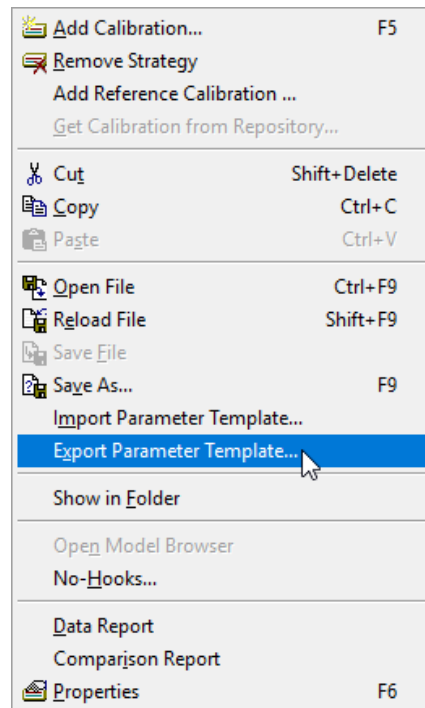 Add Calibration... F5
Remove Strategy
Add Reference Calibration ...
Get Calibration from Repository...
Cut Shift+Delete
Copy Ctrl+C
Paste Ctrl+V
Open File Ctrl+F9
Reload File Shift+F9
Save File
Save As... F9
Import Parameter Template...
Export Parameter Template...
Show in Folder
Open Model Browser
No-Hooks...
Data Report
Comparison Report
Properties F6